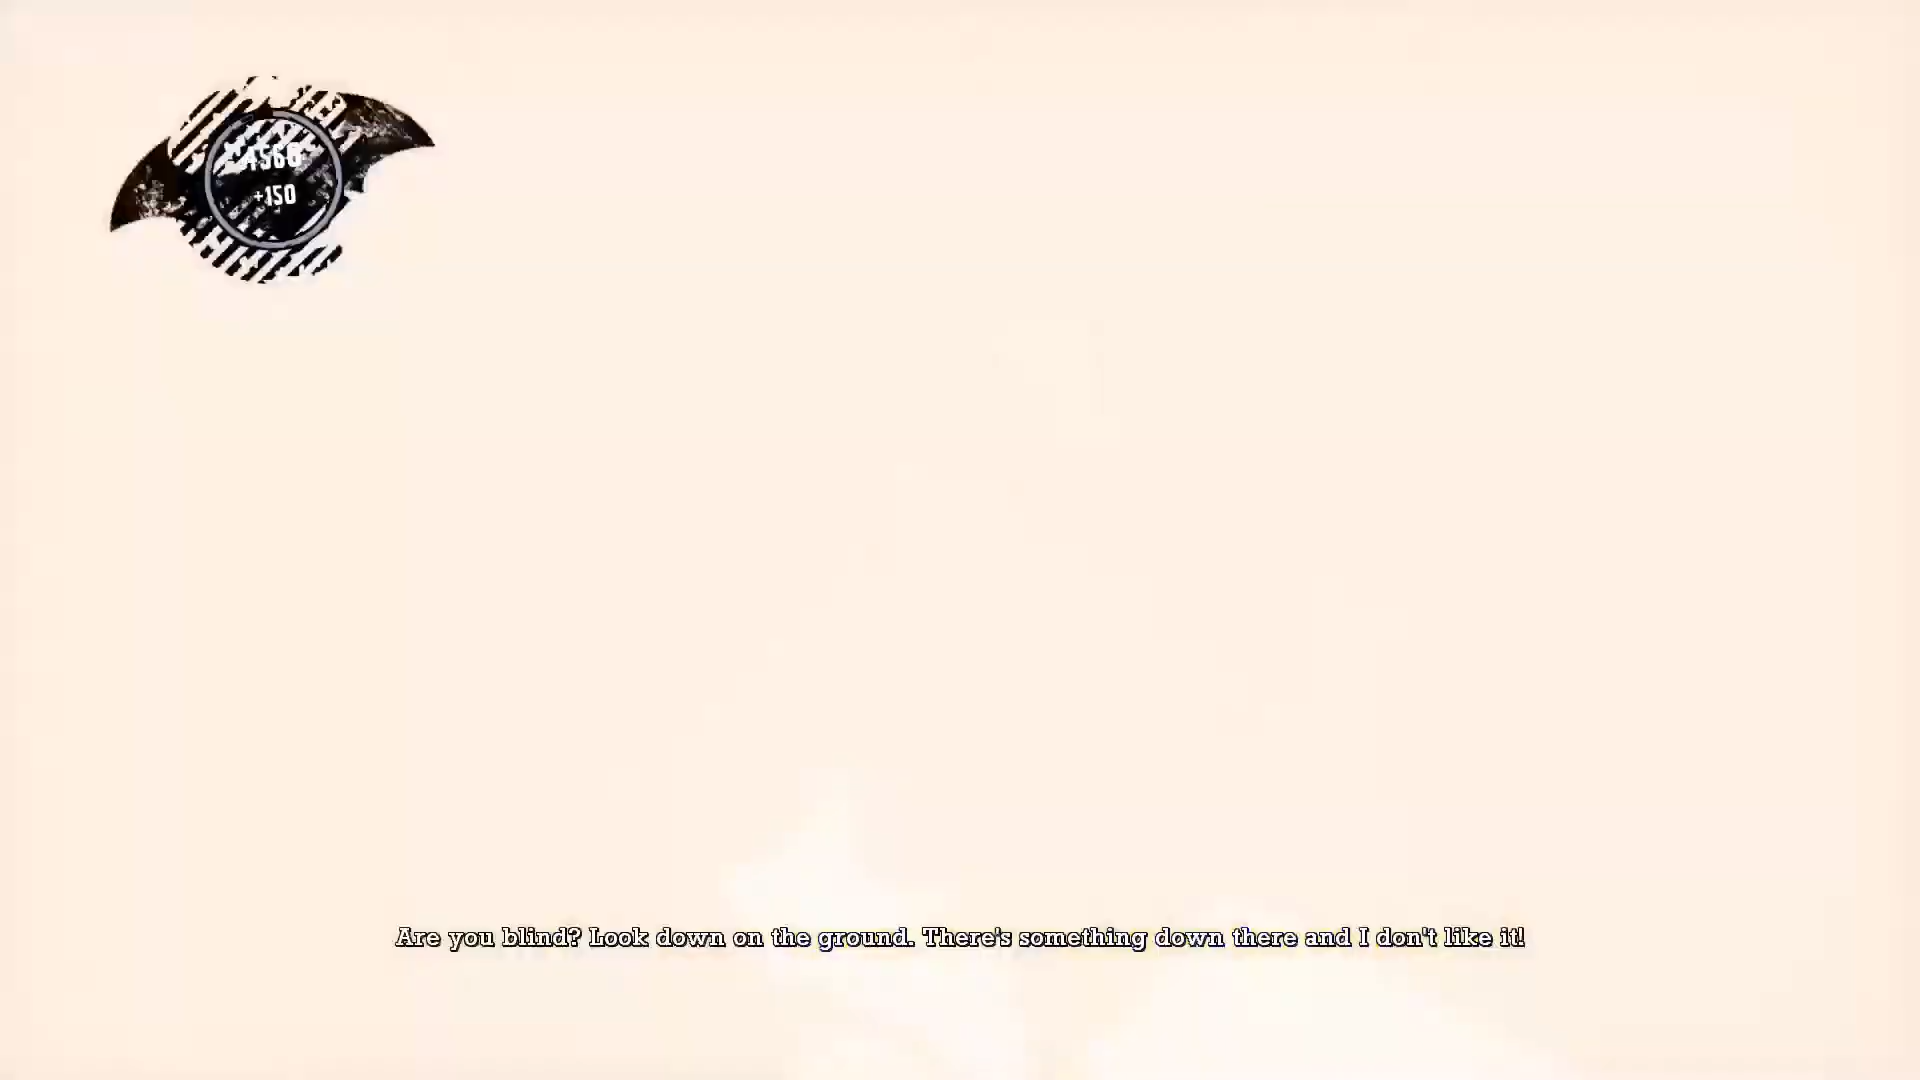 +150
Are you blind? Look down on the ground. There's something down there and I don't like it!